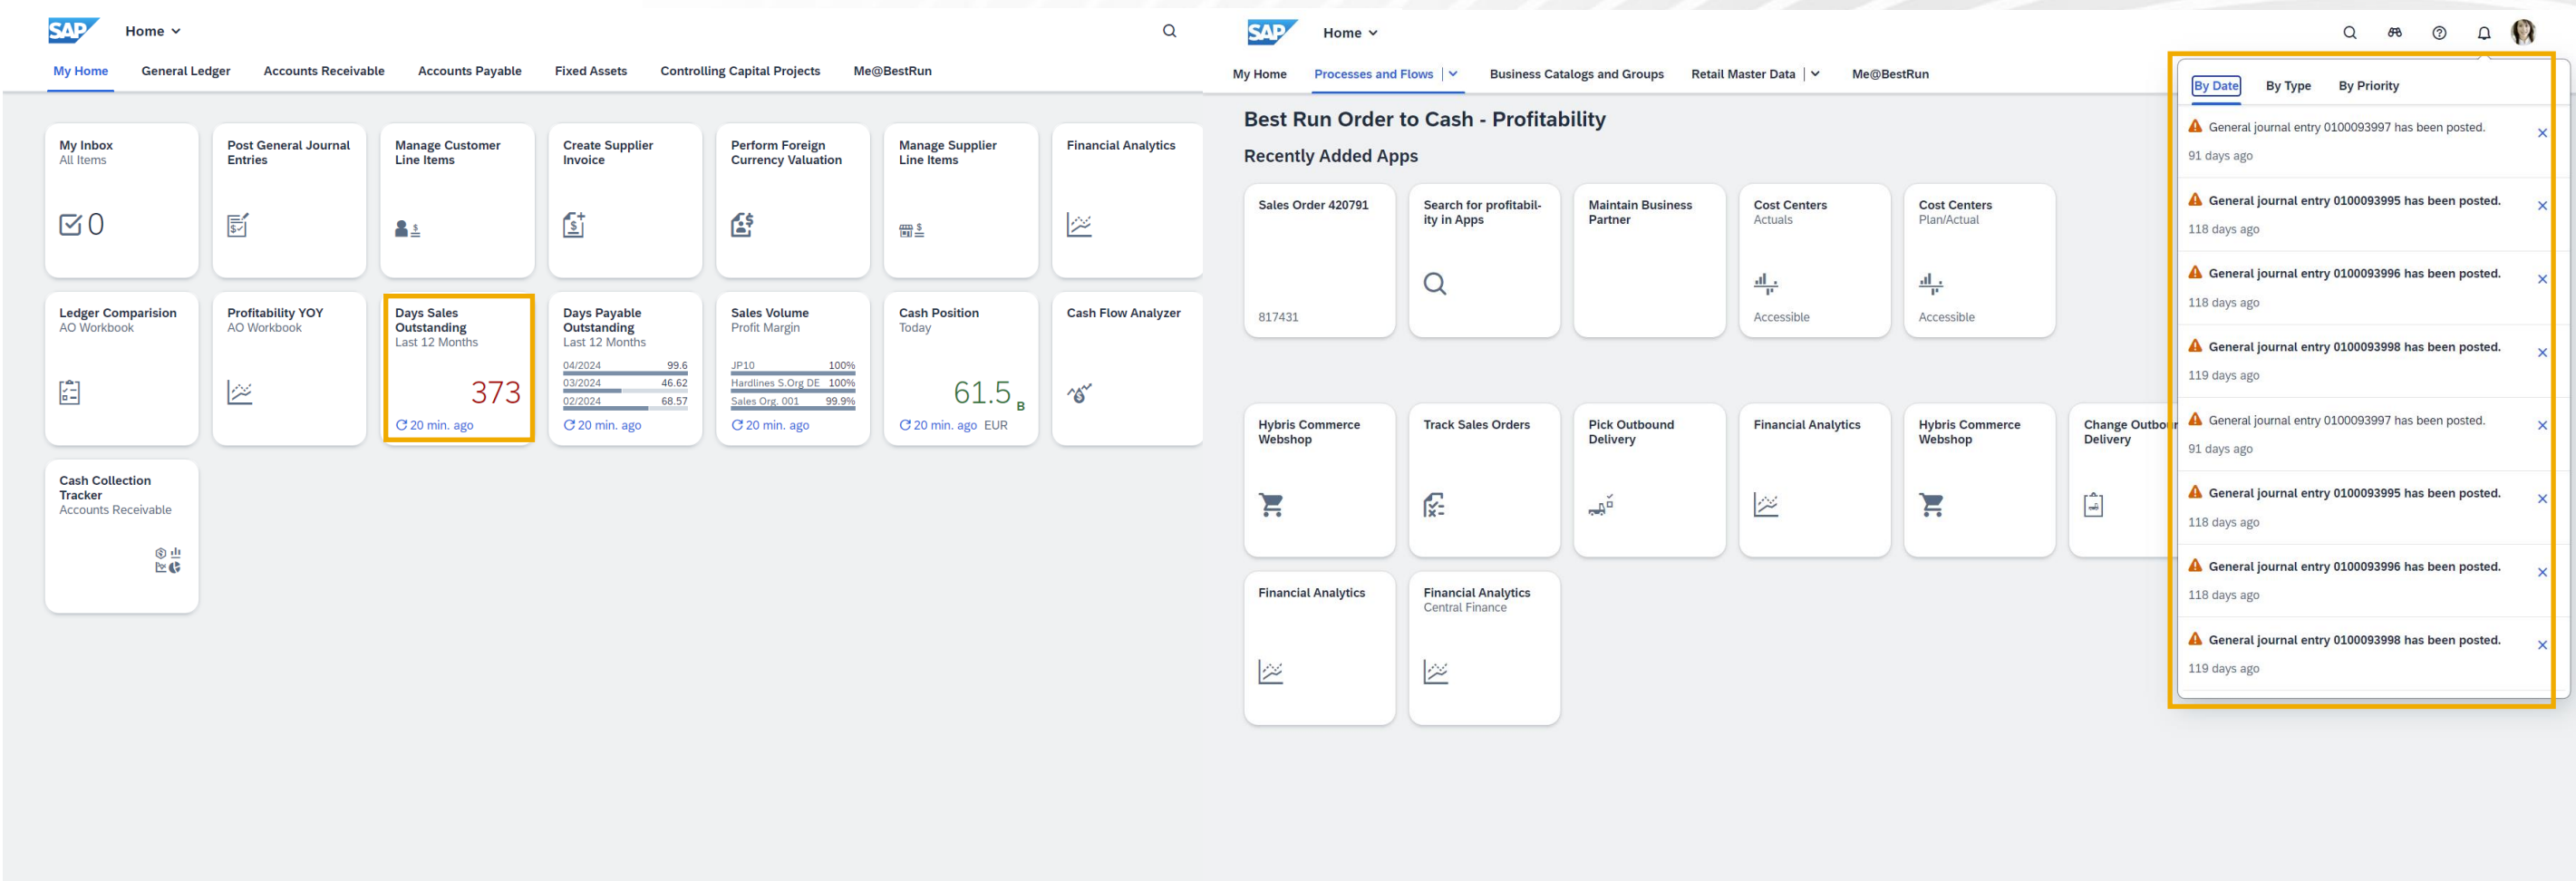 SAP
Home
My Home
General Ledger
Accounts Receivable
Accounts Payable
Fixed Assets
Controlling Capital Projects
Me@BestRun
My Inbox
All Items
0
Post General Journal
Entries
Manage Customer
Line Items
Create Supplier
Invoice
Perform Foreign
Currency Valuation
Manage Supplier
Line Items
Financial Analytics
Ledger Comparision
AO Workbook
Profitability YOY
AO Workbook
Days Sales
Outstanding
Last 12 Months
373
20 min. ago
Days Payable
Outstanding
Last 12 Months
04/2024 99.6
03/2024 46.62
02/2024 68.57
20 min. ago
Sales Volume
Profit Margin
JP10 100%
Hardlines S.Org DE 100%
Sales Org. 001 99.9%
20 min. ago
Cash Position
Today
61.5 B
20 min. ago EUR
Cash Flow Analyzer
Cash Collection
Tracker
Accounts Receivable
SAP
Home
My Home
Processes and Flows
Business Catalogs and Groups
Retail Master Data
Me@BestRun
Best Run Order to Cash - Profitability
Recently Added Apps
Sales Order 420791
817431
Search for profitabil-
ity in Apps
Maintain Business
Partner
Cost Centers
Actuals
Accessible
Cost Centers
Plan/Actual
Accessible
Hybris Commerce
Webshop
Track Sales Orders
Pick Outbound
Delivery
Financial Analytics
Hybris Commerce
Webshop
Change Outbour
Delivery
Financial Analytics
Financial Analytics
Central Finance
By Date
By Type
By Priority
General journal entry 0100093997 has been posted.
91 days ago
General journal entry 0100093995 has been posted.
118 days ago
General journal entry 0100093996 has been posted.
118 days ago
General journal entry 0100093998 has been posted.
119 days ago
General journal entry 0100093997 has been posted.
91 days ago
General journal entry 0100093995 has been posted.
118 days ago
General journal entry 0100093996 has been posted.
118 days ago
General journal entry 0100093998 has been posted.
119 days ago